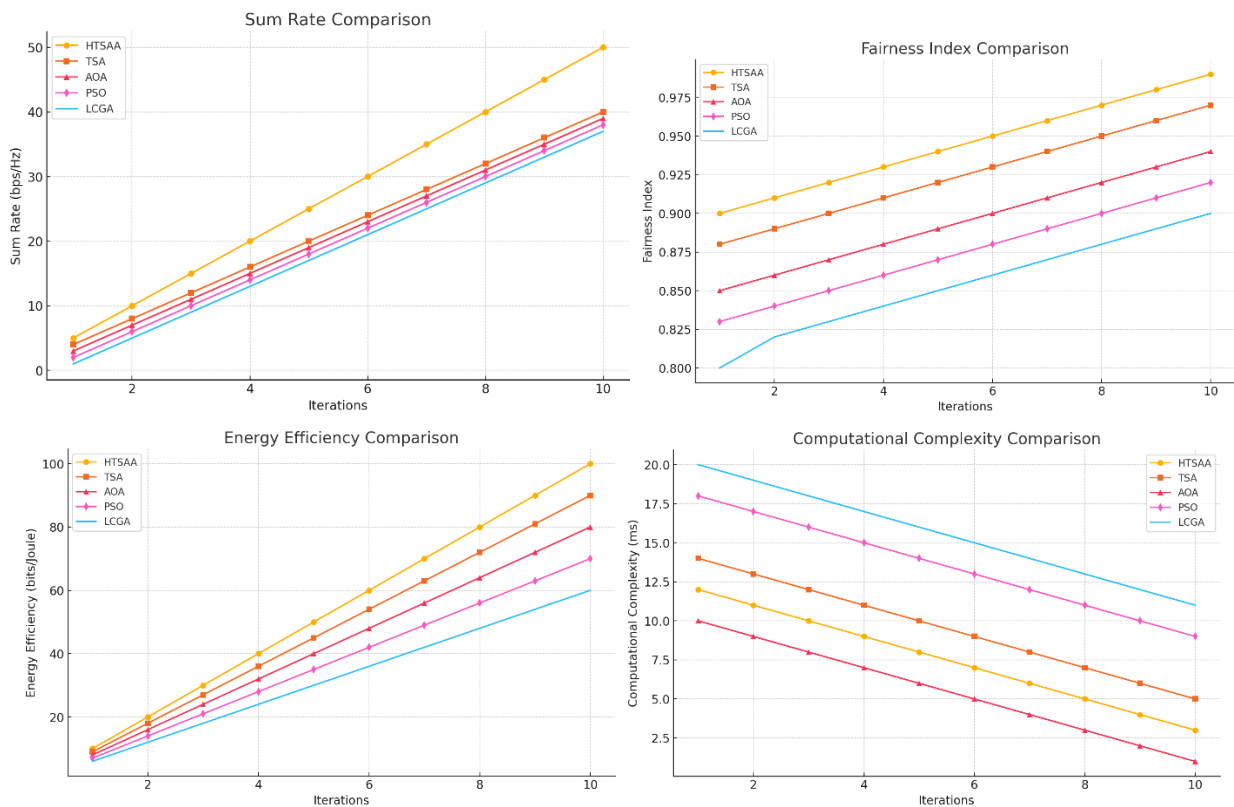 Sum Rate Comparison
HTSAA
TSA
AOA
PSO
LCGA
Sum Rate (bps/Hz)
50
40
30
20
10
0
2 4 6 8 10
Iterations
Fairness Index Comparison
HTSAA
TSA
AOA
PSO
LCGA
Fairness Index
0.975
0.950
0.925
0.900
0.875
0.850
0.825
0.800
2 4 6 8 10
Iterations
Energy Efficiency Comparison
HTSAA
TSA
AOA
PSO
LCGA
Energy Efficiency (bits/Joule)
100
80
60
40
20
2 4 6 8 10
Iterations
Computational Complexity Comparison
HTSAA
TSA
AOA
PSO
LCGA
Computational Complexity (ms)
20.0
17.5
15.0
12.5
10.0
7.5
5.0
2.5
2 4 6 8 10
Iterations